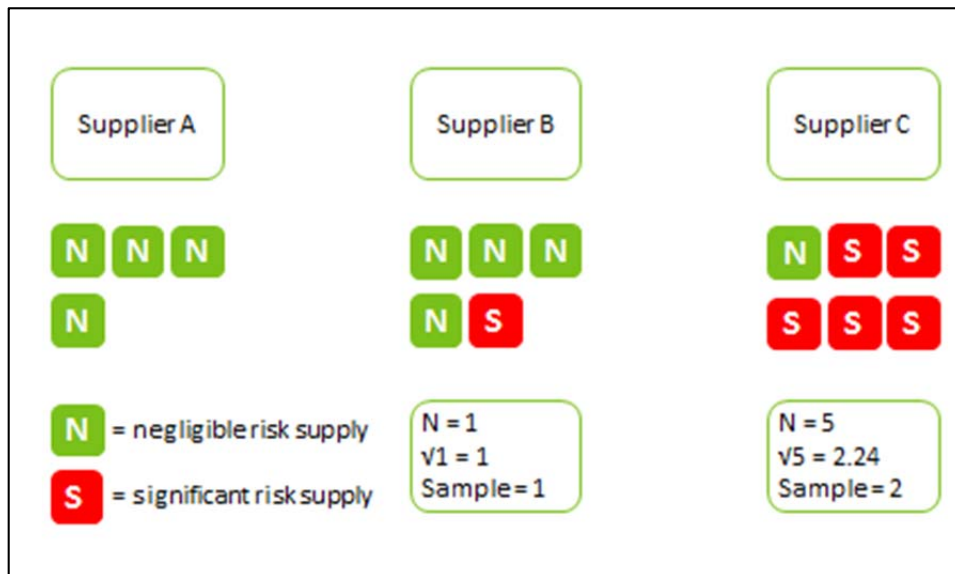 Supplier A
Supplier B
Supplier C
N N N
N N N
N S S
N
N S
S S S
N = negligible risk supply
S = significant risk supply
N = 1
√1 = 1
Sample = 1
N = 5
√5 = 2.24
Sample = 2